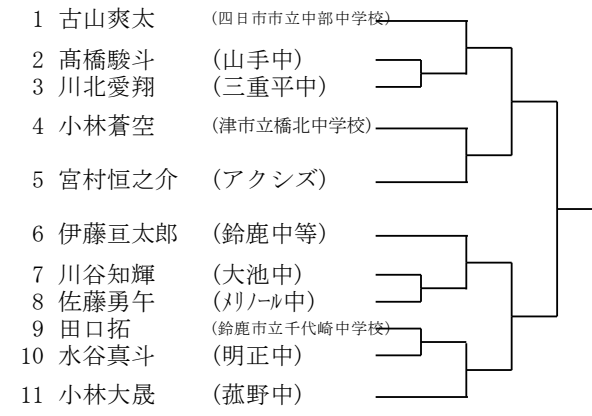 1 古山爽太 (四日市市立中部中学校)
2 髙橋駿斗 (山手中)
3 川北愛翔 (三重平中)
4 小林蒼空 (津市立橋北中学校)
5 宮村恒之介 (アクシズ)
6 伊藤亘太郎 (鈴鹿中等)
7 川谷知輝 (大池中)
8 佐藤勇午 (ﾒﾘﾉｰﾙ中)
9 田口拓 (鈴鹿市立千代崎中学校)
10 水谷真斗 (明正中)
11 小林大晟 (菰野中)